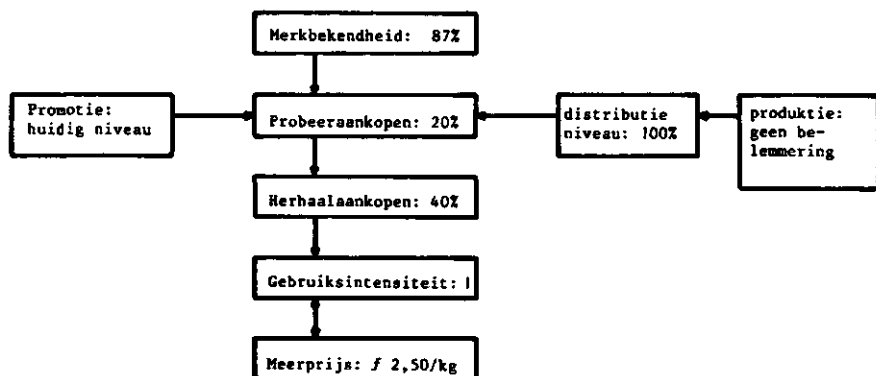 Merkbekendheid: 87%
Promotie:
huidig niveau
Probeeraankopen: 20%
distributie
niveau: 100%
produktie:
geen be-
lemmering
Herhaalaankopen: 40%
Gebruiksintensiteit: 1
Meerprijs: f 2,50/kg